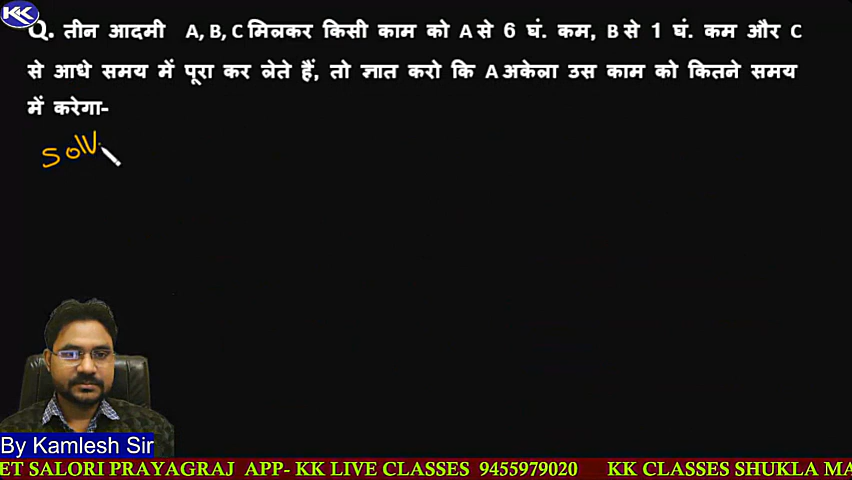 KK
Q. तीन आदमी A, B, C मिलकर किसी काम को A से 6 घं. कम, B से 1 घं. कम और C
से आधे समय में पूरा कर लेते हैं, तो ज्ञात करो कि A अकेला उस काम को कितने समय
में करेगा-
Solv.
By Kamlesh Sir
ET SALORI PRAYAGRAJ APP- KK LIVE CLASSES 9455979020 KK CLASSES SHUKLA MA